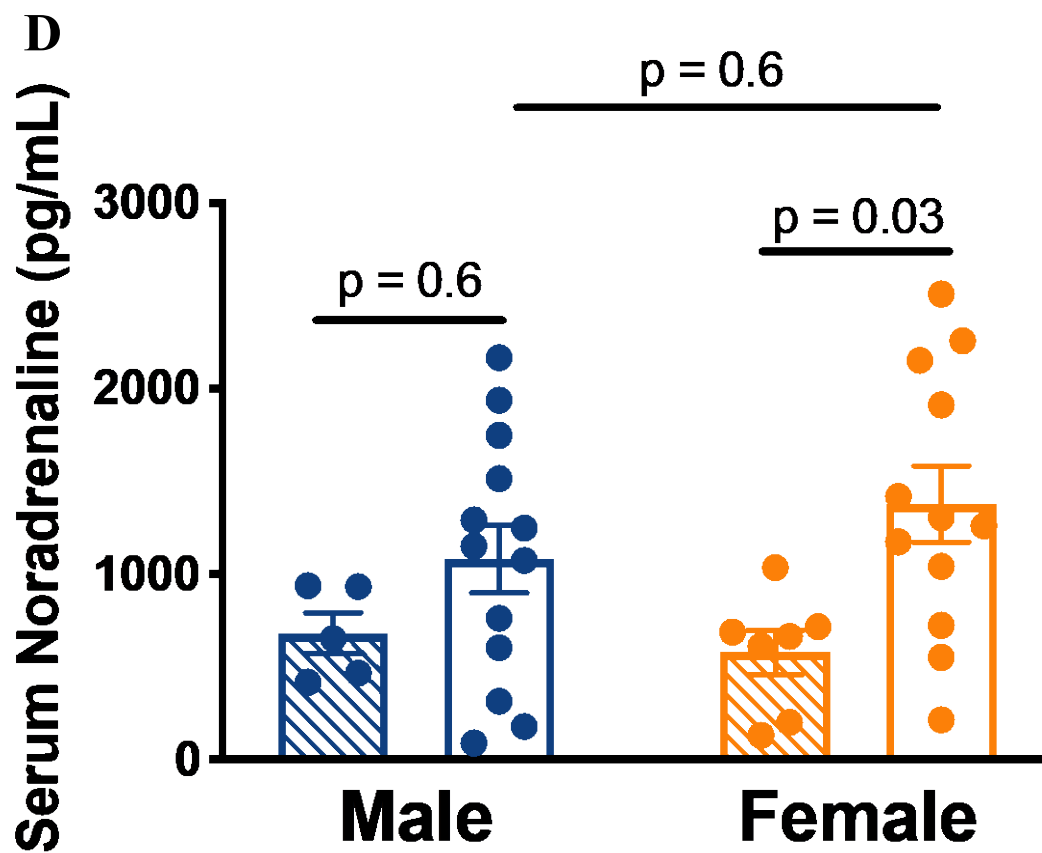 D
Serum Noradrenaline (pg/mL)
p = 0.6
3000
p = 0.03
p = 0.6
2000
1000
0
Male
Female